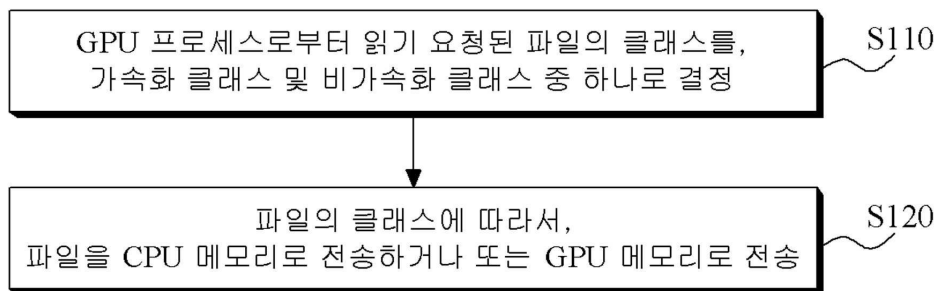 GPU 프로세스로부터 읽기 요청된 파일의 클래스를,
가속화 클래스 및 비가속화 클래스 중 하나로 결정
S110
파일의 클래스에 따라서,
파일을 CPU 메모리로 전송하거나 또는 GPU 메모리로 전송
S120